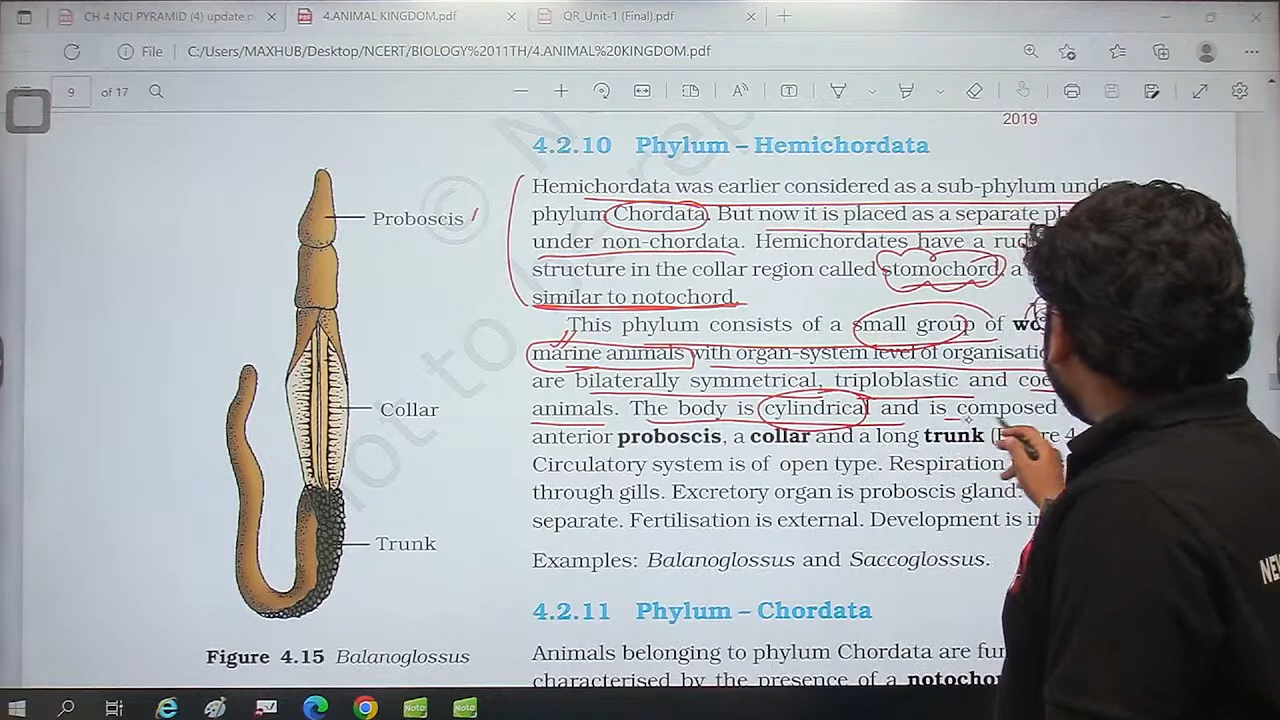 CH 4 NCI PYRAMID (4) update.p
4.ANIMAL KINGDOM.pdf
QR_Unit-1 (Final).pdf
File
C:/Users/MAXHUB/Desktop/NCERT/BIOLOGY%2011TH/4.ANIMAL%20KINGDOM.pdf
9 of 17
2019
4.2.10 Phylum – Hemichordata
Hemichordata was earlier considered as a sub-phylum under
phylum Chordata. But now it is placed as a separate
under non-chordata. Hemichordates have a
structure in the collar region called stomochord, a
similar to notochord.
This phylum consists of a small group of
marine animals with organ-system level of
are bilaterally symmetrical, triploblastic and
animals. The body is cylindrical and is composed
anterior proboscis, a collar and a long trunk
Circulatory system is of open type. Respiration
through gills. Excretory organ is proboscis gland.
separate. Fertilisation is external. Development is
Examples: Balanoglossus and Saccoglossus.
4.2.11 Phylum – Chordata
Animals belonging to phylum Chordata are
characterised by the presence of a
Proboscis
Collar
Trunk
Figure 4.15 Balanoglossus
© Not to be rep
Note
Note
NE